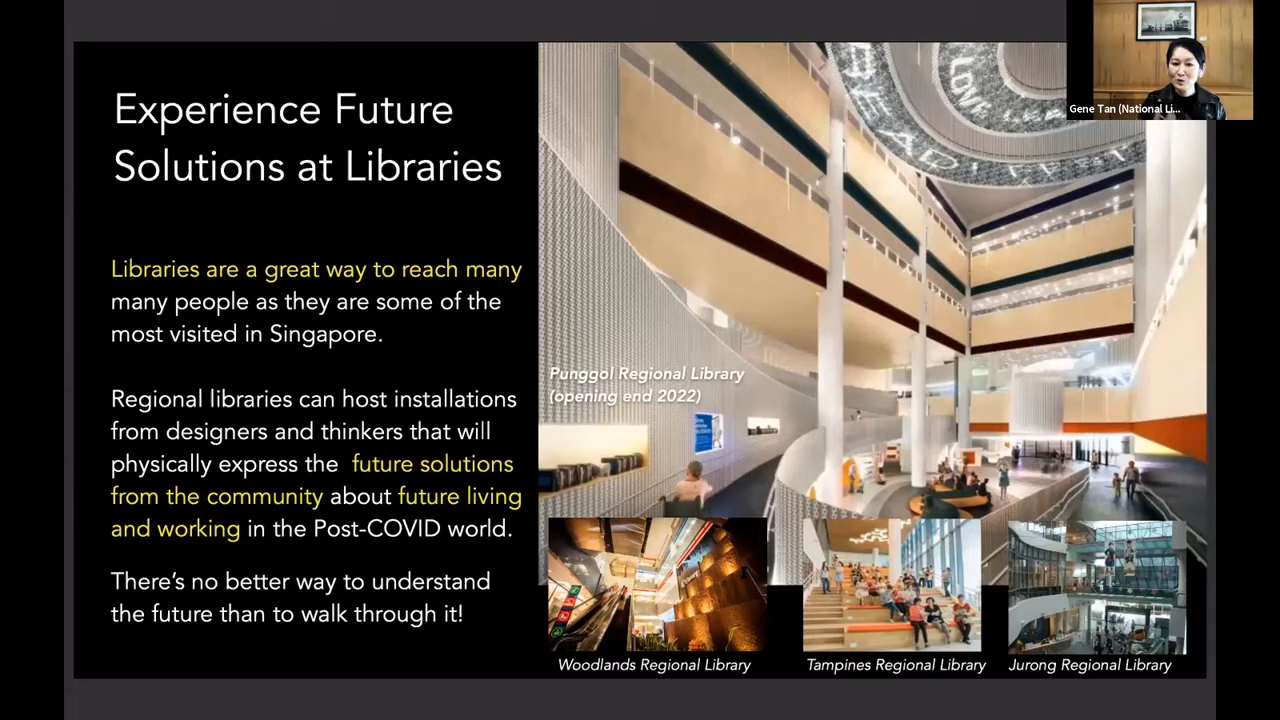 Experience Future
Solutions at Libraries
Libraries are a great way to reach many
many people as they are some of the
most visited in Singapore.
Regional libraries can host installations
from designers and thinkers that will
physically express the future solutions
from the community about future living
and working in the Post-COVID world.
There's no better way to understand
the future than to walk through it!
Gene Tan (National Li...
LOVE
Punggol Regional Library
(opening end 2022)
Woodlands Regional Library
Tampines Regional Library
Jurong Regional Library